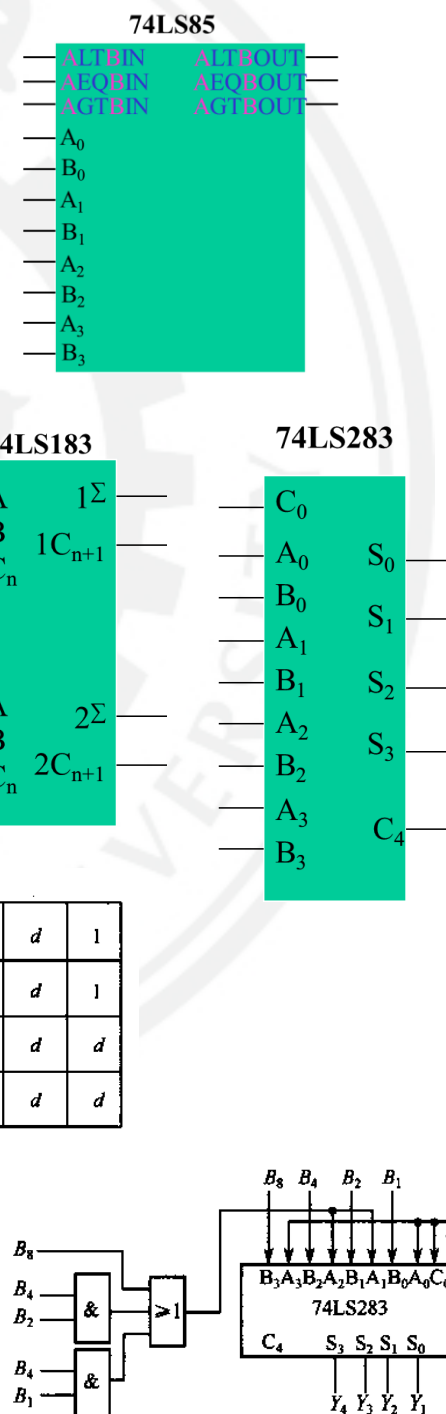 74LS85
ALTBIN ALTBOUT
AEQBIN AEQBOUT
AGTBIN AGTBOUT
A₀
B₀
A₁
B₁
A₂
B₂
A₃
B₃
4LS183
A 1Σ
B 1Cₙ₊₁
Cₙ
A 2Σ
B 2Cₙ₊₁
Cₙ
74LS283
C₀
A₀ S₀
B₀
A₁ S₁
B₁
A₂ S₂
B₂ S₃
A₃
B₃ C₄
d 1
d 1
d d
d d
B₈ B₄ B₂ B₁
B₈
B₄
B₂
&
≥1
B₄
B₁
&
B₃A₃B₂A₂B₁A₁B₀A₀C₀
74LS283
C₄ S₃ S₂ S₁ S₀
Y₄ Y₃ Y₂ Y₁
VERSITY